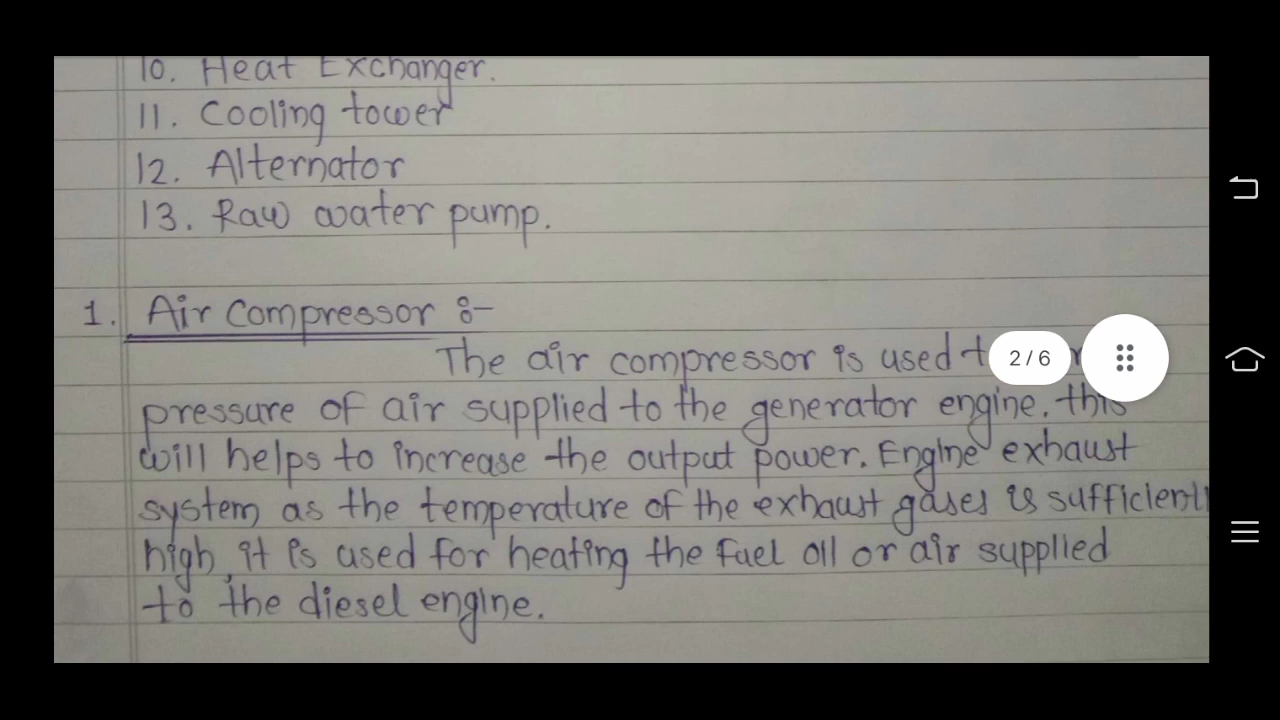 10. Heat Exchanger.
11. Cooling tower
12. Alternator
13. Raw water pump.
1. Air Compressor :-
The air compressor is used
2/6
pressure of air supplied to the generator engine. this
will helps to increase the output power. Engine exhaust
system as the temperature of the exhaust gases is sufficientl
high, it is used for heating the fuel oil or air supplied
to the diesel engine.